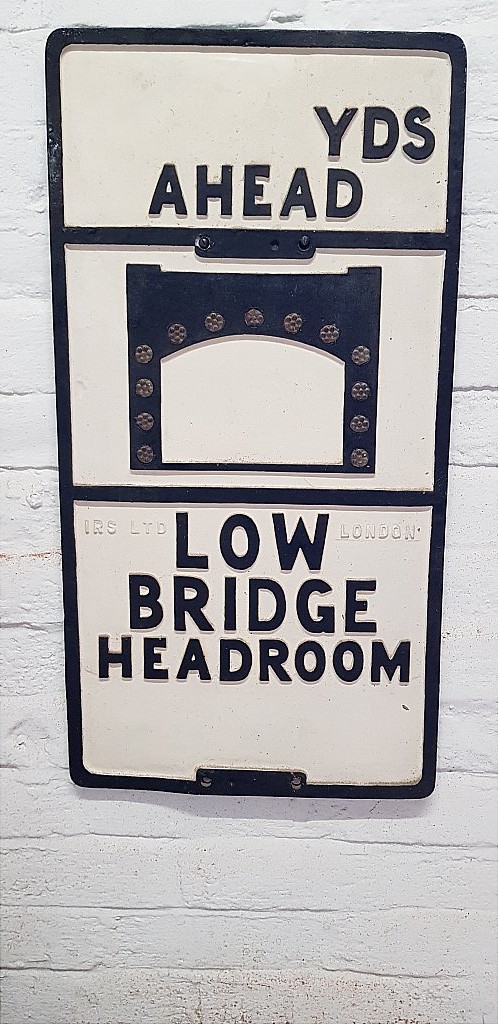 YDS
AHEAD
IRS LTD
LONDON
LOW
BRIDGE
HEADROOM